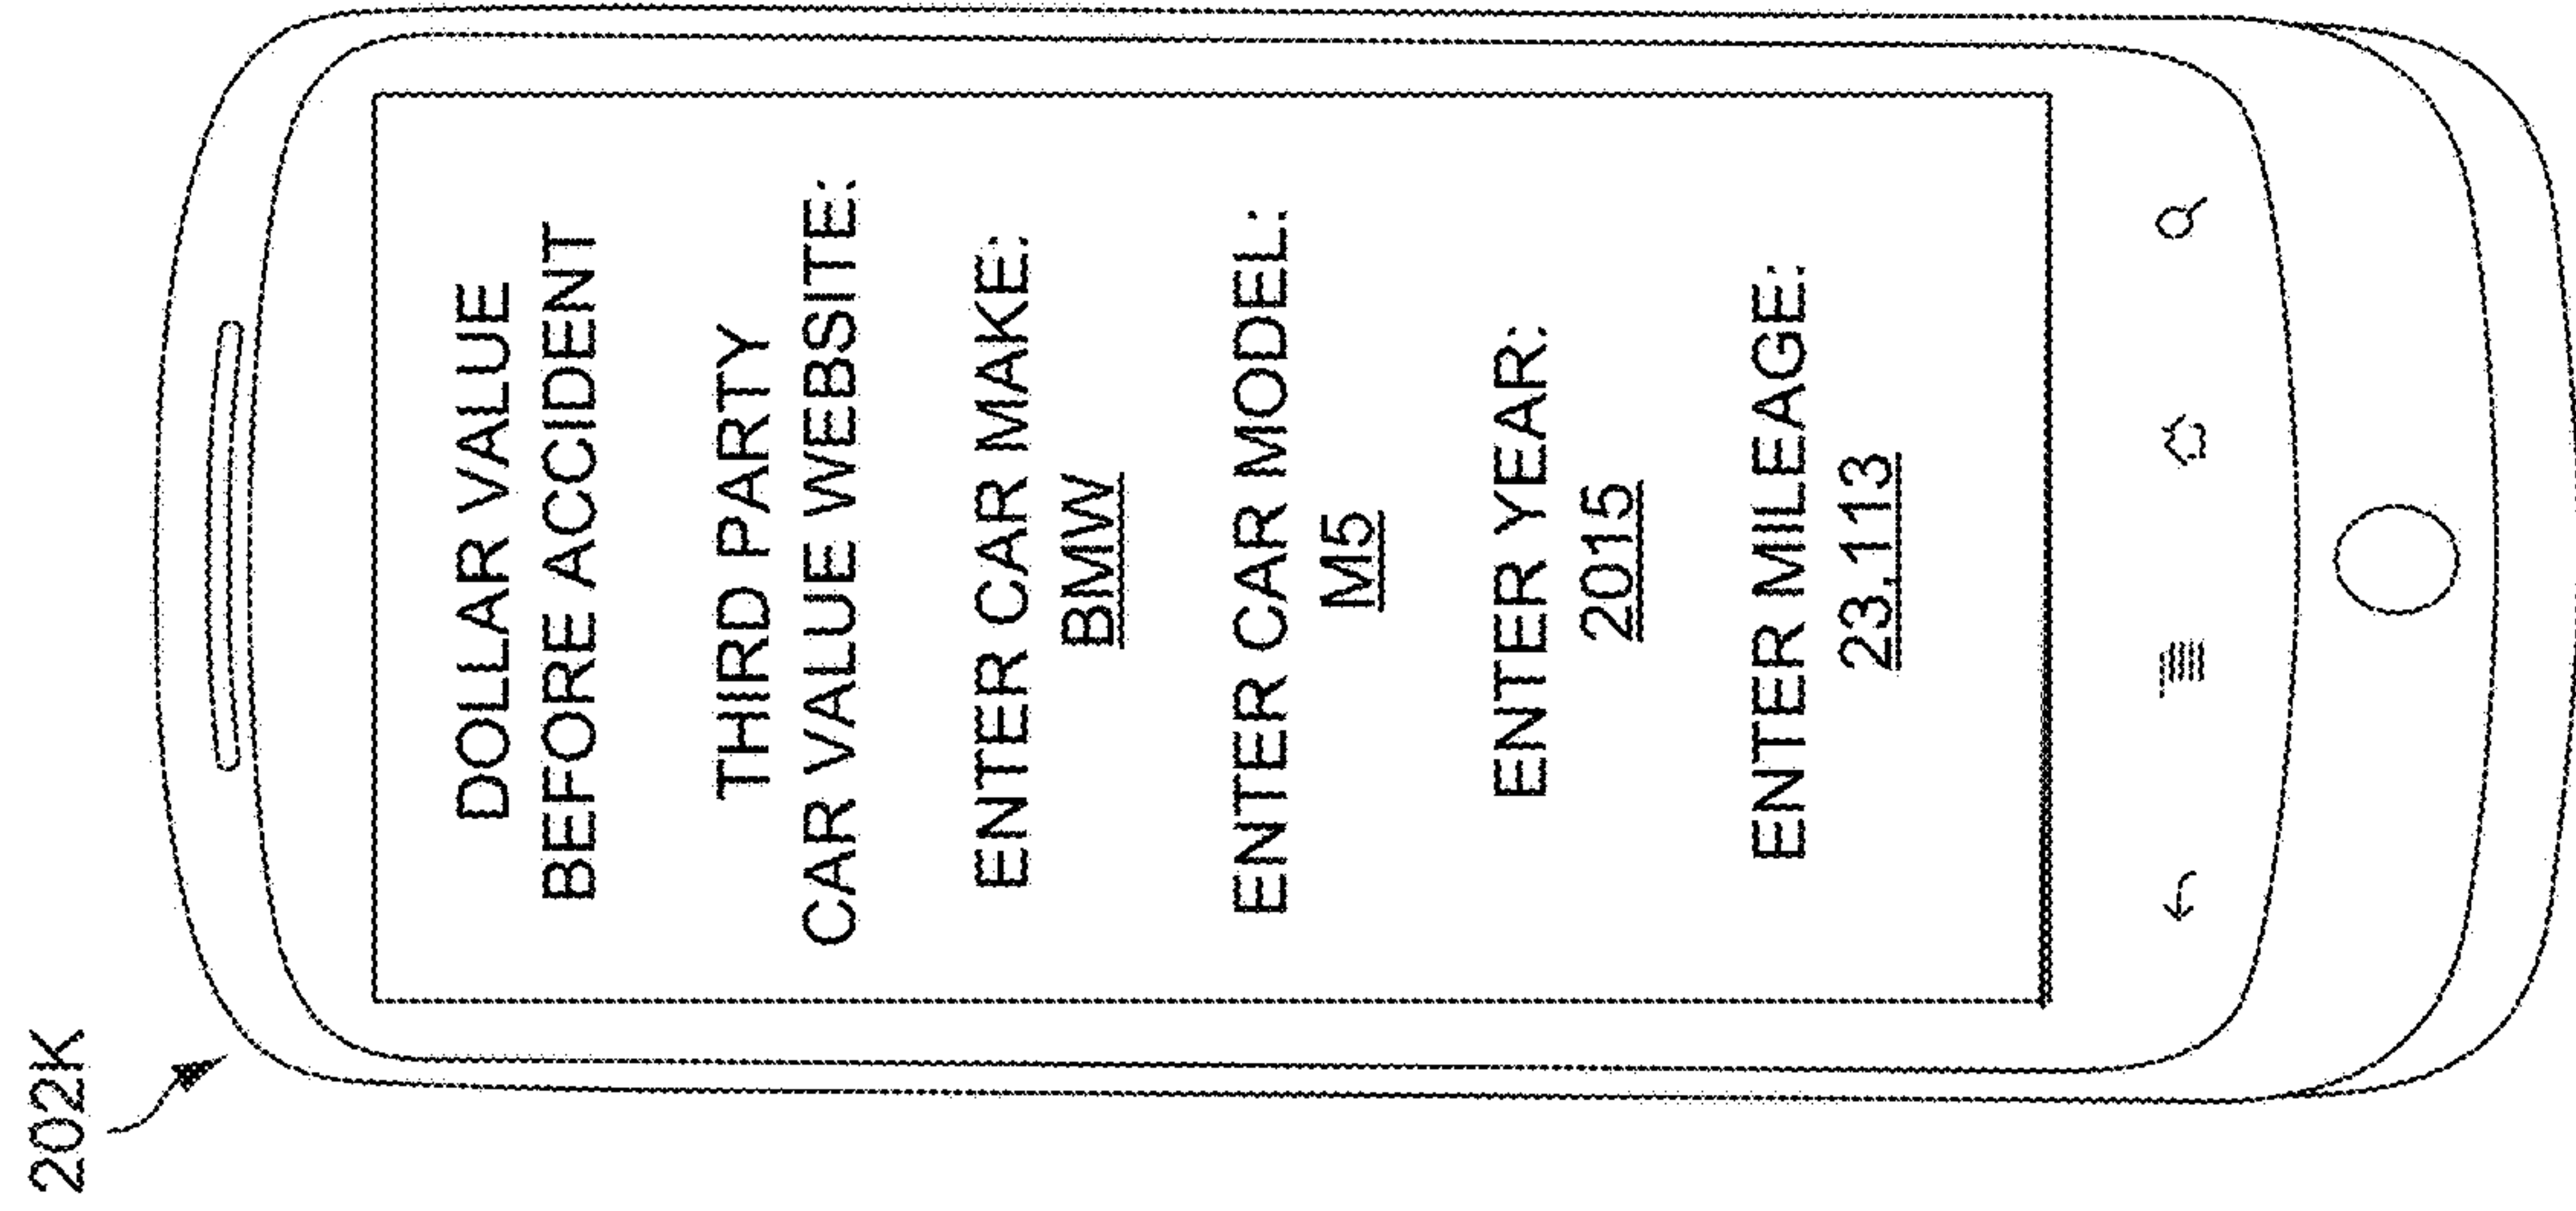 202K
DOLLAR VALUE
BEFORE ACCIDENT
THIRD PARTY
CAR VALUE WEBSITE:
ENTER CAR MAKE:
BMW
ENTER CAR MODEL:
M5
ENTER YEAR:
2015
ENTER MILEAGE:
23,113